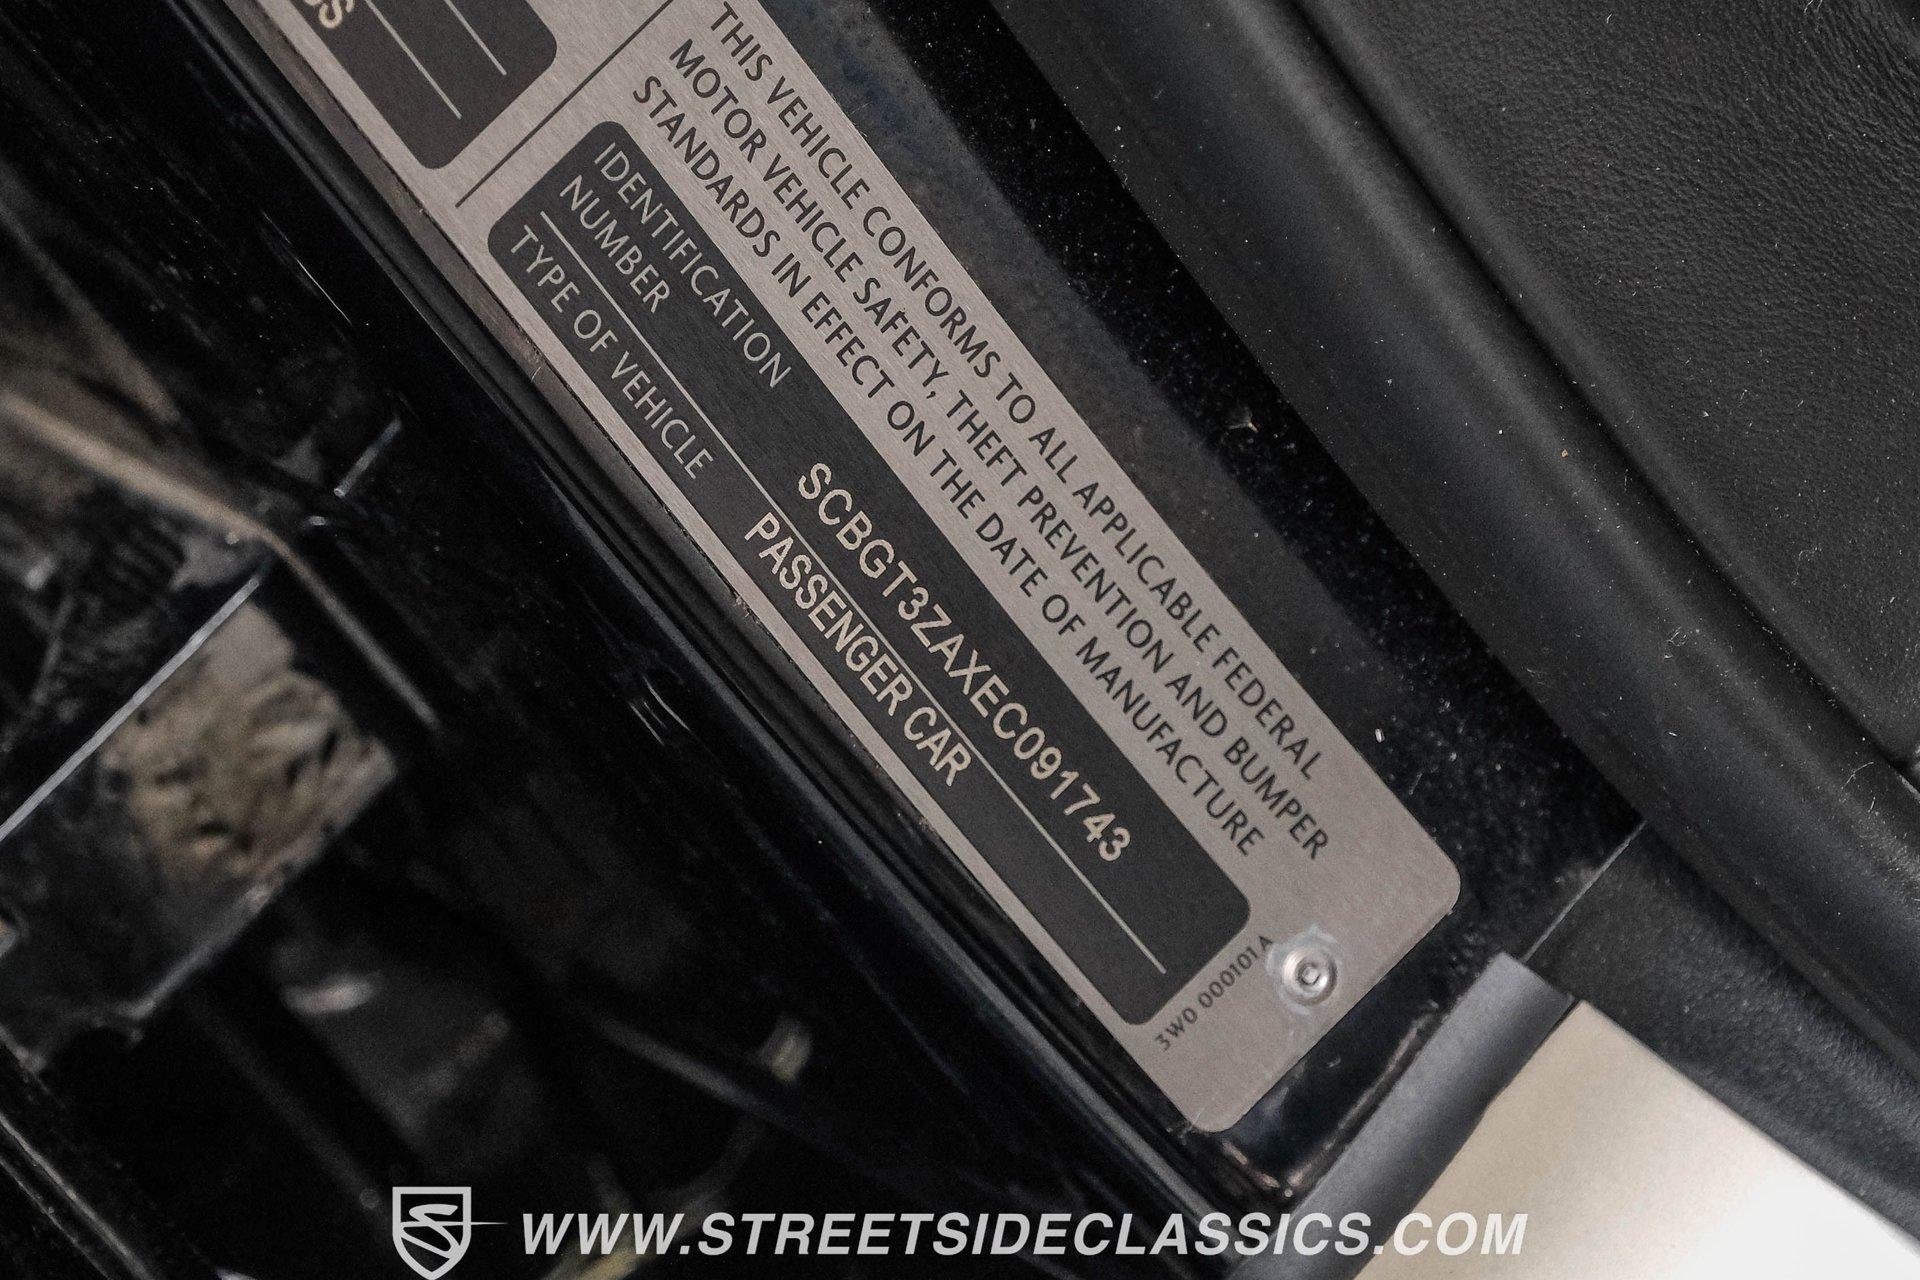 THIS VEHICLE CONFORMS TO ALL APPLICABLE FEDERAL
MOTOR VEHICLE SAFETY, THEFT PREVENTION AND BUMPER
STANDARDS IN EFFECT ON THE DATE OF MANUFACTURE
IDENTIFICATION
NUMBER
SCBGT3ZAXEC091743
TYPE OF VEHICLE
PASSENGER CAR
3W0 000101 A
WWW.STREETSIDECLASSICS.COM